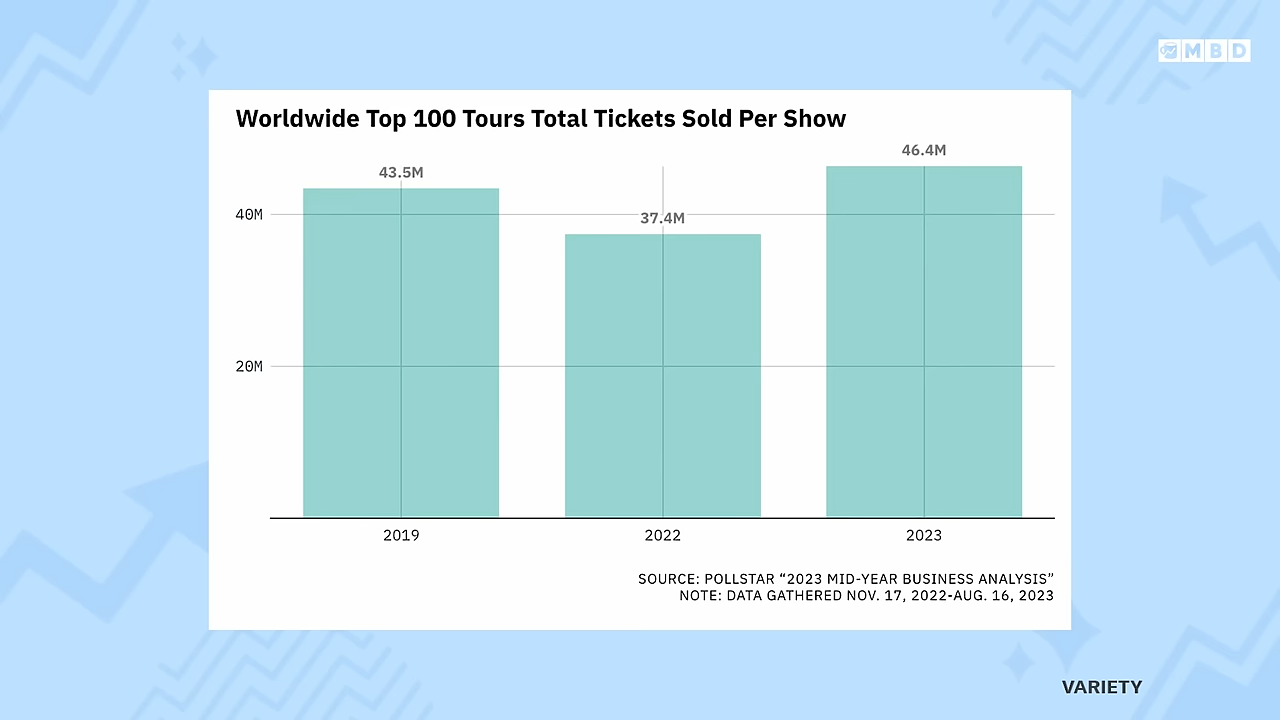 MBD
Worldwide Top 100 Tours Total Tickets Sold Per Show
46.4M
43.5M
40M
37.4M
20M
2019 2022 2023
SOURCE: POLLSTAR “2023 MID-YEAR BUSINESS ANALYSIS”
NOTE: DATA GATHERED NOV. 17, 2022-AUG. 16, 2023
VARIETY